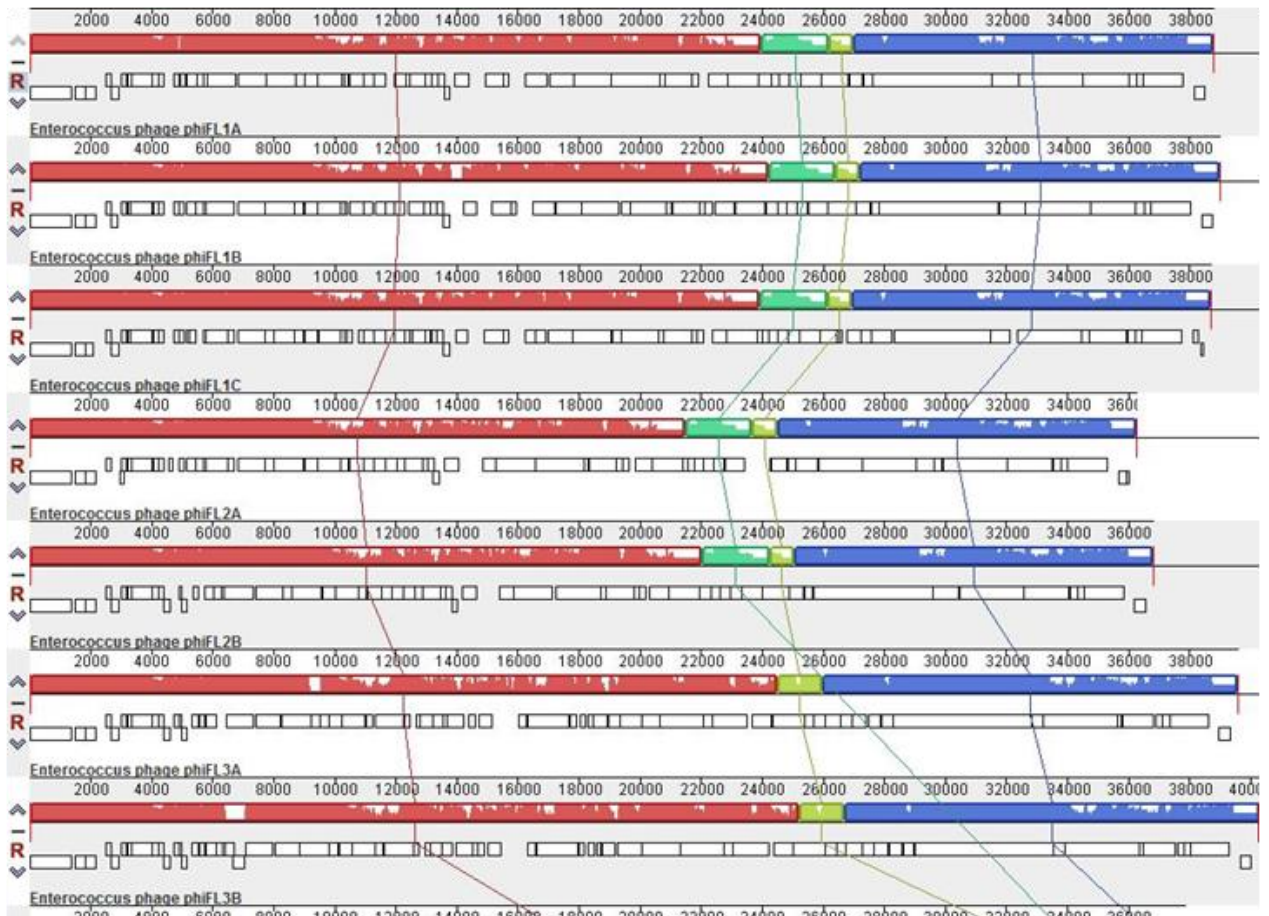 2000 4000 6000 8000 10000 12000 14000 16000 18000 20000 22000 24000 26000 28000 30000 32000 34000 36000 38000
R
Enterococcus phage phiFL1A
2000 4000 6000 8000 10000 12000 14000 16000 18000 20000 22000 24000 26000 28000 30000 32000 34000 36000 38000
R
Enterococcus phage phiFL1B
2000 4000 6000 8000 10000 12000 14000 16000 18000 20000 22000 24000 26000 28000 30000 32000 34000 36000 38000
R
Enterococcus phage phiFL1C
2000 4000 6000 8000 10000 12000 14000 16000 18000 20000 22000 24000 26000 28000 30000 32000 34000
R
Enterococcus phage phiFL2A
2000 4000 6000 8000 10000 12000 14000 16000 18000 20000 22000 24000 26000 28000 30000 32000 34000 36000
R
Enterococcus phage phiFL2B
2000 4000 6000 8000 10000 12000 14000 16000 18000 20000 22000 24000 26000 28000 30000 32000 34000 36000 38000
R
Enterococcus phage phiFL3A
2000 4000 6000 8000 10000 12000 14000 16000 18000 20000 22000 24000 26000 28000 30000 32000 34000 36000 38000 400
R
Enterococcus phage phiFL3B